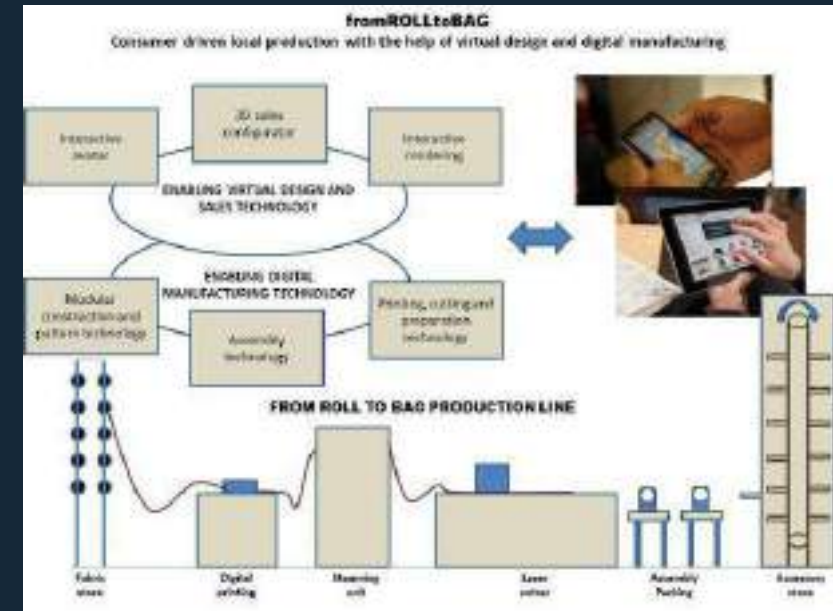 fromROLLtoBAG
Consumer driven local production with the help of virtual design and digital manufacturing
3D sales
configurator
Interactive
avatar
Interactive
rendering
ENABLING VIRTUAL DESIGN AND
SALES TECHNOLOGY
ENABLING DIGITAL
MANUFACTURING TECHNOLOGY
Modular
construction and
pattern technology
Printing, cutting and
preparation
technology
Assembly
technology
FROM ROLL TO BAG PRODUCTION LINE
Fabric
store
Digital
printing
Steaming
unit
Laser
cutter
Assembly
Packing
Accessory
store